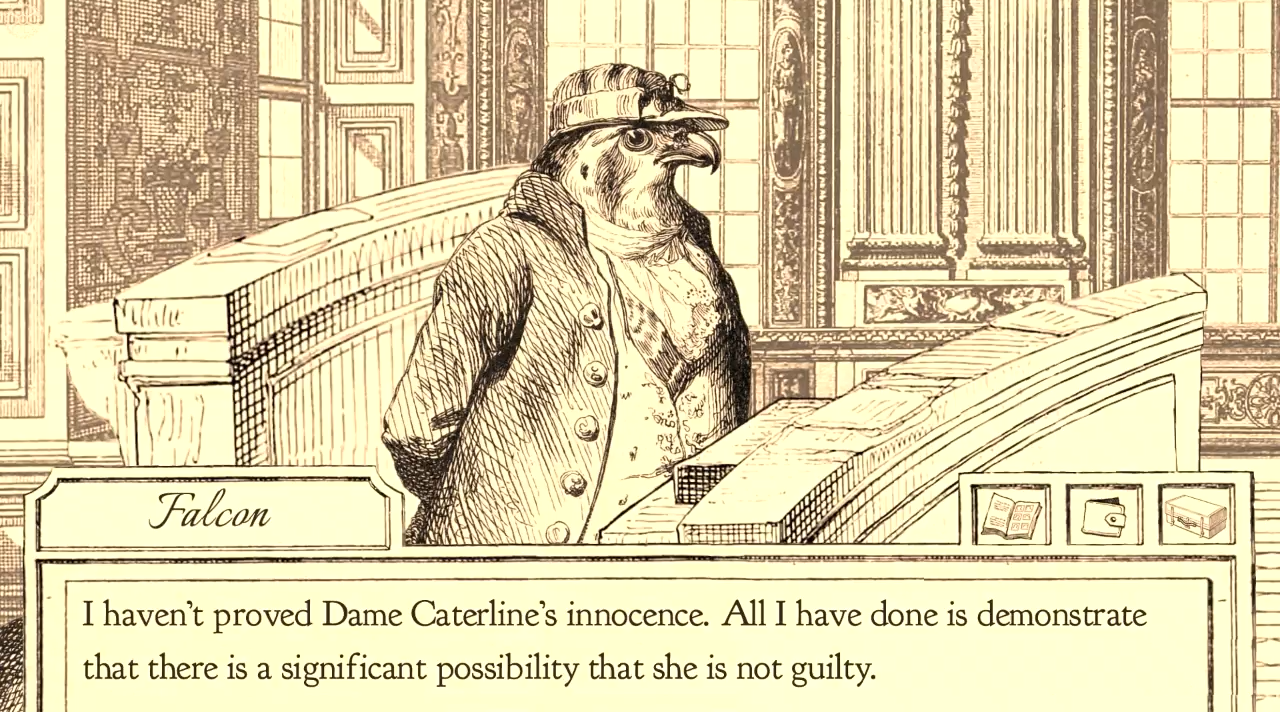 Falcon
I haven't proved Dame Caterline's innocence. All I have done is demonstrate
that there is a significant possibility that she is not guilty.